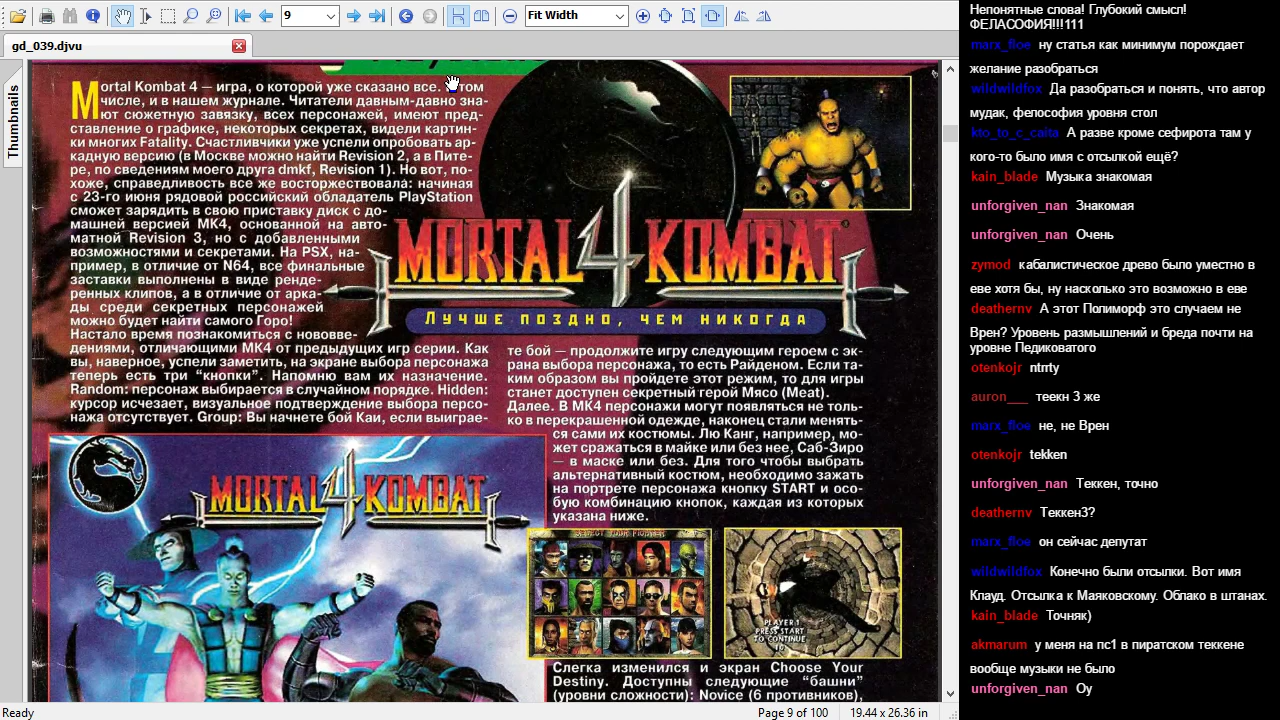 9
Fit Width
gd_039.djvu
Thumbnails
Mortal Kombat 4 — игра, о которой уже сказано все. В том
числе, и в нашем журнале. Читатели давным-давно зна-
ют сюжетную завязку, всех персонажей, имеют пред-
ставление о графике, некоторых секретах, видели картин-
ки многих Fatality. Счастливчики уже успели опробовать ар-
кадную версию (в Москве можно найти Revision 2, а в Пите-
ре, по сведениям моего друга dmkf, Revision 1). Но вот, по-
хоже, справедливость все же восторжествовала: начиная
с 23-го июня рядовой российский обладатель PlayStation
сможет зарядить в свою приставку диск с до-
машней версией МК4, основанной на авто-
матной Revision 3, но с добавленными
возможностями и секретами. На PSX, на-
пример, в отличие от N64, все финальные
заставки выполнены в виде ренде-
ренных клипов, а в отличие от арка-
ды среди секретных персонажей
можно будет найти самого Горо!
Настало время познакомиться с нововве-
дениями, отличающими МК4 от предыдущих игр серии. Как
вы, наверное, успели заметить, на экране выбора персонажа
теперь есть три “кнопки”. Напомню вам их назначение.
Random: персонаж выбирается в случайном порядке. Hidden:
курсор исчезает, визуальное подтверждение выбора персо-
нажа отсутствует. Group: Вы начнете бой Каи, если выиграе-
MORTAL 4 KOMBAT
Лучше поздно, чем никогда
те бой — продолжите игру следующим героем с эк-
рана выбора персонажа, то есть Райденом. Если та-
ким образом вы пройдете этот режим, то для игры
станет доступен секретный герой Мясо (Meat).
Далее. В МК4 персонажи могут появляться не толь-
ко в перекрашенной одежде, наконец стали менять-
ся сами их костюмы. Лю Канг, например, мо-
жет сражаться в майке или без нее, Саб-Зиро
— в маске или без. Для того чтобы выбрать
альтернативный костюм, необходимо зажать
на портрете персонажа кнопку START и осо-
бую комбинацию кнопок, каждая из которых
указана ниже.
MORTAL 4 KOMBAT
SELECT YOUR FIGHTER
PLAYER 1
PRESS START
TO CONTINUE
Слегка изменился и экран Choose Your
Destiny. Доступны следующие “башни”
(уровни сложности): Novice (6 противников),
Ready
Page 9 of 100
19.44 x 26.36 in
Непонятные слова! Глубокий смысл!
ФЕЛАСОФИЯ!!!111
marx_floe ну статья как минимум порождает
желание разобраться
wildwildfox Да разобраться и понять, что автор
мудак, фелософия уровня стол
kto_to_c_caita А разве кроме сефирота там у
кого-то было имя с отсылкой ещё?
kain_blade Музыка знакомая
unforgiven_nan Знакомая
unforgiven_nan Очень
zymod кабалистическое древо было уместно в
еве хотя бы, ну насколько это возможно в еве
deathernv А этот Полиморф это случаем не
Врен? Уровень размышлений и бреда почти на
уровне Педиковатого
otenkojr ntrrty
auron___ теекн 3 же
marx_floe не, не Врен
otenkojr tekken
unforgiven_nan Теккен, точно
deathernv Теккен3?
marx_floe он сейчас депутат
wildwildfox Конечно были отсылки. Вот имя
Клауд. Отсылка к Маяковскому. Облако в штанах.
kain_blade Точняк)
akmarum у меня на пс1 в пиратском теккене
вообще музыки не было
unforgiven_nan Оу